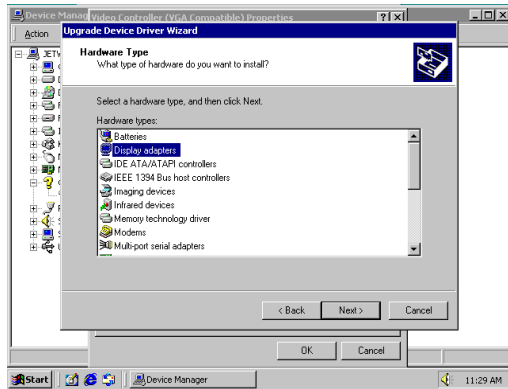 Device Manag
Video Controller (VGA Compatible) Properties
Action
Upgrade Device Driver Wizard
Hardware Type
What type of hardware do you want to install?
Select a hardware type, and then click Next.
Hardware types:
Batteries
Display adapters
IDE ATA/ATAPI controllers
IEEE 1394 Bus host controllers
Imaging devices
Infrared devices
Memory technology driver
Modems
Multi-port serial adapters
< Back
Next >
Cancel
OK
Cancel
Start
Device Manager
11:29 AM